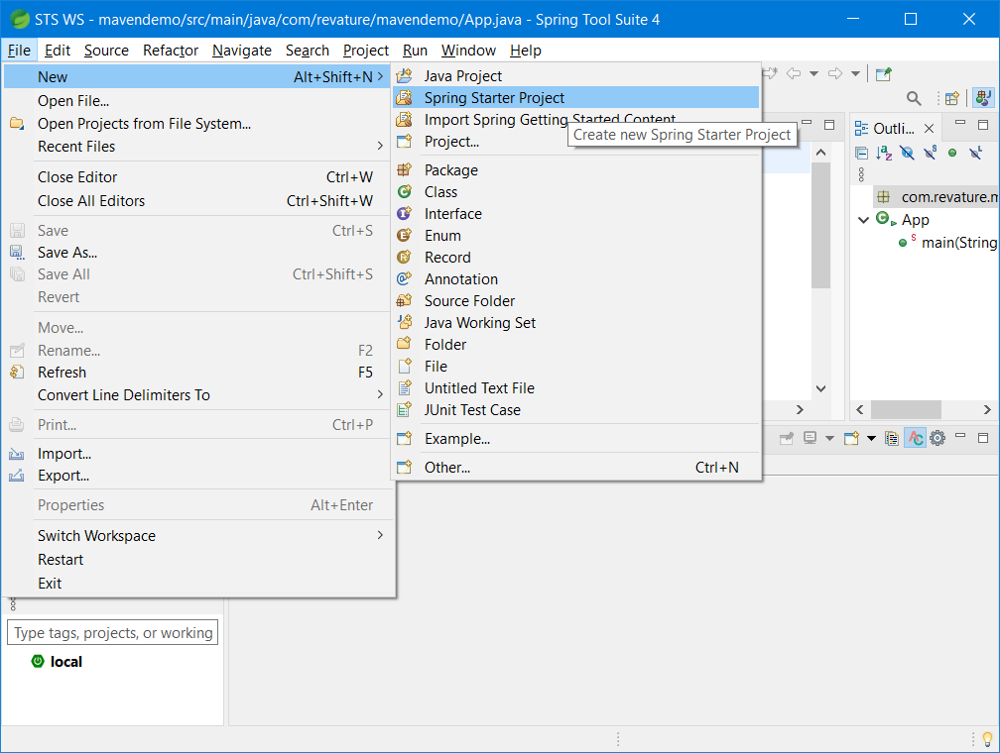 STS WS - mavendemo/src/main/java/com/revature/mavendemo/App.java - Spring Tool Suite 4
File Edit Source Refactor Navigate Search Project Run Window Help
New Alt+Shift+N
Open File...
Open Projects from File System...
Recent Files
Close Editor Ctrl+W
Close All Editors Ctrl+Shift+W
Save Ctrl+S
Save As...
Save All Ctrl+Shift+S
Revert
Move...
Rename... F2
Refresh F5
Convert Line Delimiters To
Print... Ctrl+P
Import...
Export...
Properties Alt+Enter
Switch Workspace
Restart
Exit
Java Project
Spring Starter Project
Import Spring Getting Started Content
Create new Spring Starter Project
Project...
Package
Class
Interface
Enum
Record
Annotation
Source Folder
Java Working Set
Folder
File
Untitled Text File
JUnit Test Case
Example...
Other... Ctrl+N
Outli...
com.revature.m
App
main(String
Type tags, projects, or working
local